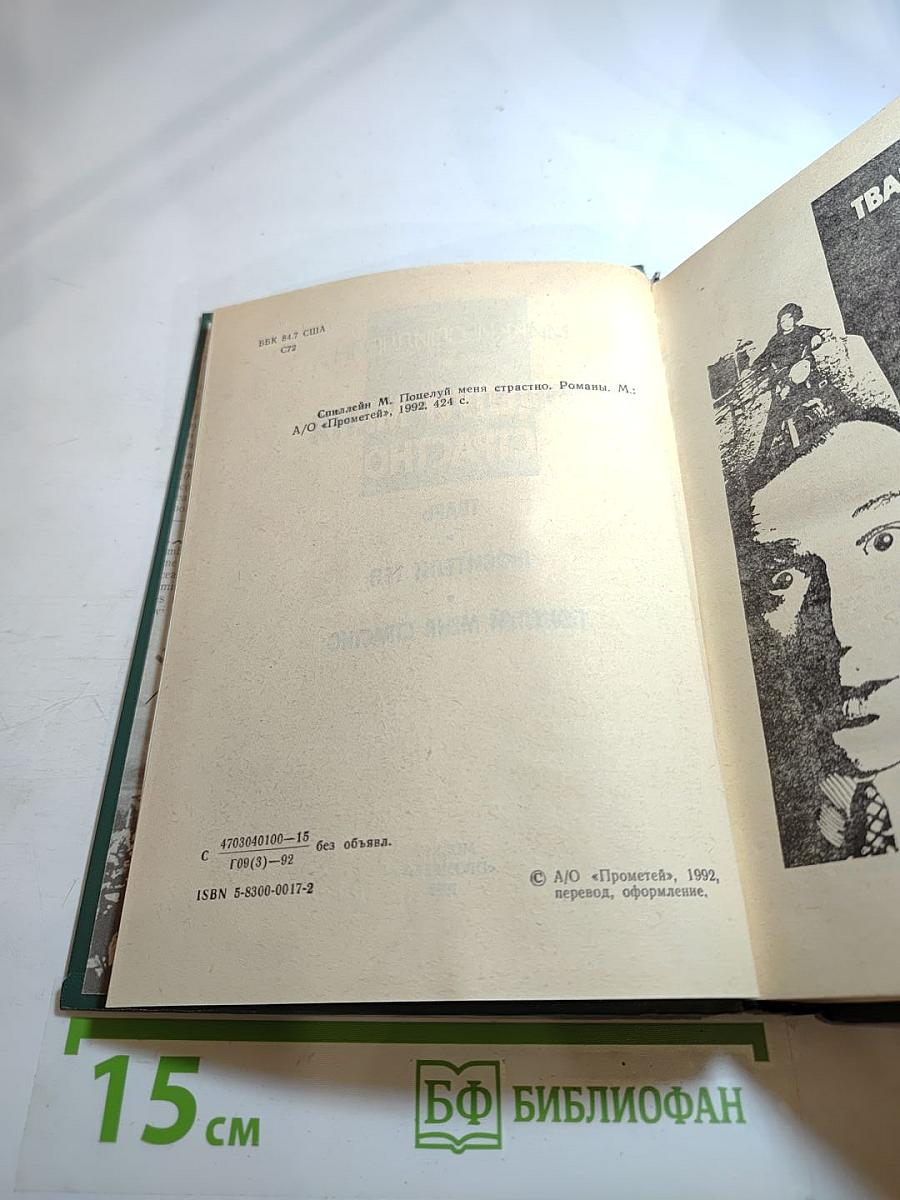 ББК 84.7 США
С72
Спиллейн М. Поцелуй меня страстно. Романы. М.:
А/О «Прометей», 1992. 424 с.
С 4703040100—15 без объявл.
Г09(3)—92
ISBN 5-8300-0017-2
© А/О «Прометей», 1992,
перевод, оформление.
ТВА
15 см
БФ БИБЛИОФАН